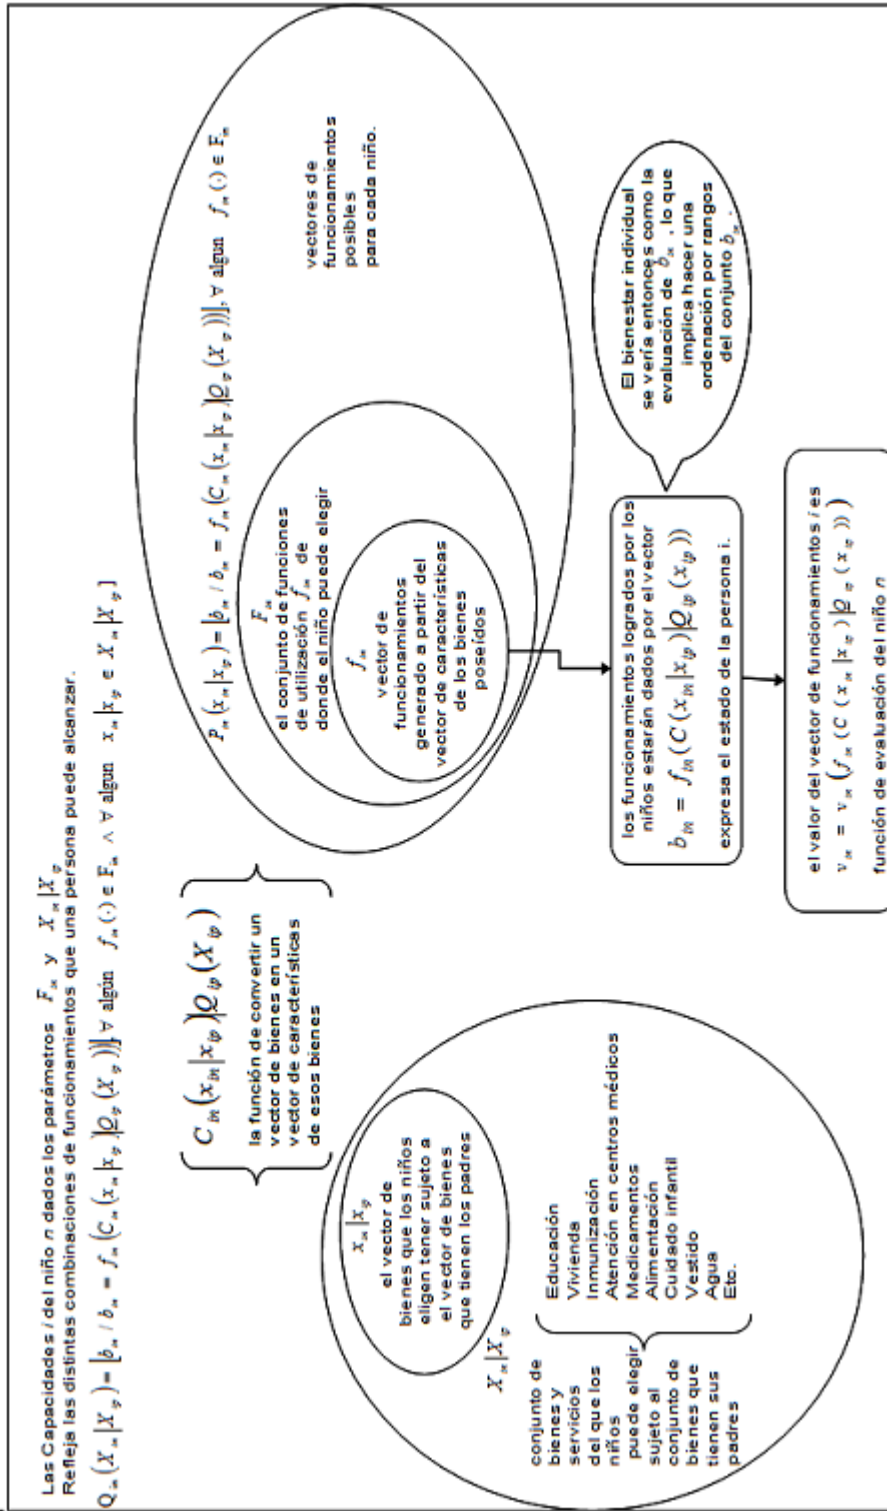 Las Capacidades i del niño n dados los parámetros F_in y X_in|X_ip
Refleja las distintas combinaciones de funcionamientos que una persona puede alcanzar.
Q_in(X_in|X_ip) = [b_in / b_in = f_in(C_in(x_in|x_ip)|Q_ip(X_ip))], ∀ algún f_in(·) ∈ F_in ∧ ∀ algun x_in|x_ip ∈ X_in|X_ip]
C_in(x_in|x_ip)|Q_ip(X_ip)
la función de convertir un
vector de bienes en un
vector de características
de esos bienes
x_in|x_ip
el vector de
bienes que los niños
eligen tener sujeto a
el vector de bienes
que tienen los padres
X_in|X_ip
conjunto de
bienes y
servicios
del que los
niños
puede elegir
sujeto al
conjunto de
bienes que
tienen sus
padres
Educación
Vivienda
Inmunización
Atención en centros médicos
Medicamentos
Alimentación
Cuidado infantil
Vestido
Agua
Etc.
P_in(x_in|x_ip) = [b_in / b_in = f_in(C_in(x_in|x_ip)|Q_ip(X_ip))], ∀ algun f_in(·) ∈ F_in
vectores de
funcionamientos
posibles
para cada niño.
F_in
el conjunto de funciones
de utilización f_in de
donde el niño puede elegir
f_in
vector de
funcionamientos
generado a partir del
vector de características
de los bienes
poseídos
los funcionamientos logrados por los
niños estarán dados por el vector
b_in = f_in(C(x_in|x_ip)|Q_ip(x_ip))
expresa el estado de la persona i.
El bienestar individual
se vería entonces como la
evaluación de b_in, lo que
implica hacer una
ordenación por rangos
del conjunto b_in.
el valor del vector de funcionamientos i es
v_in = v_in(f_in(C(x_in|x_ip)|Q_ip(x_ip)))
función de evaluación del niño n